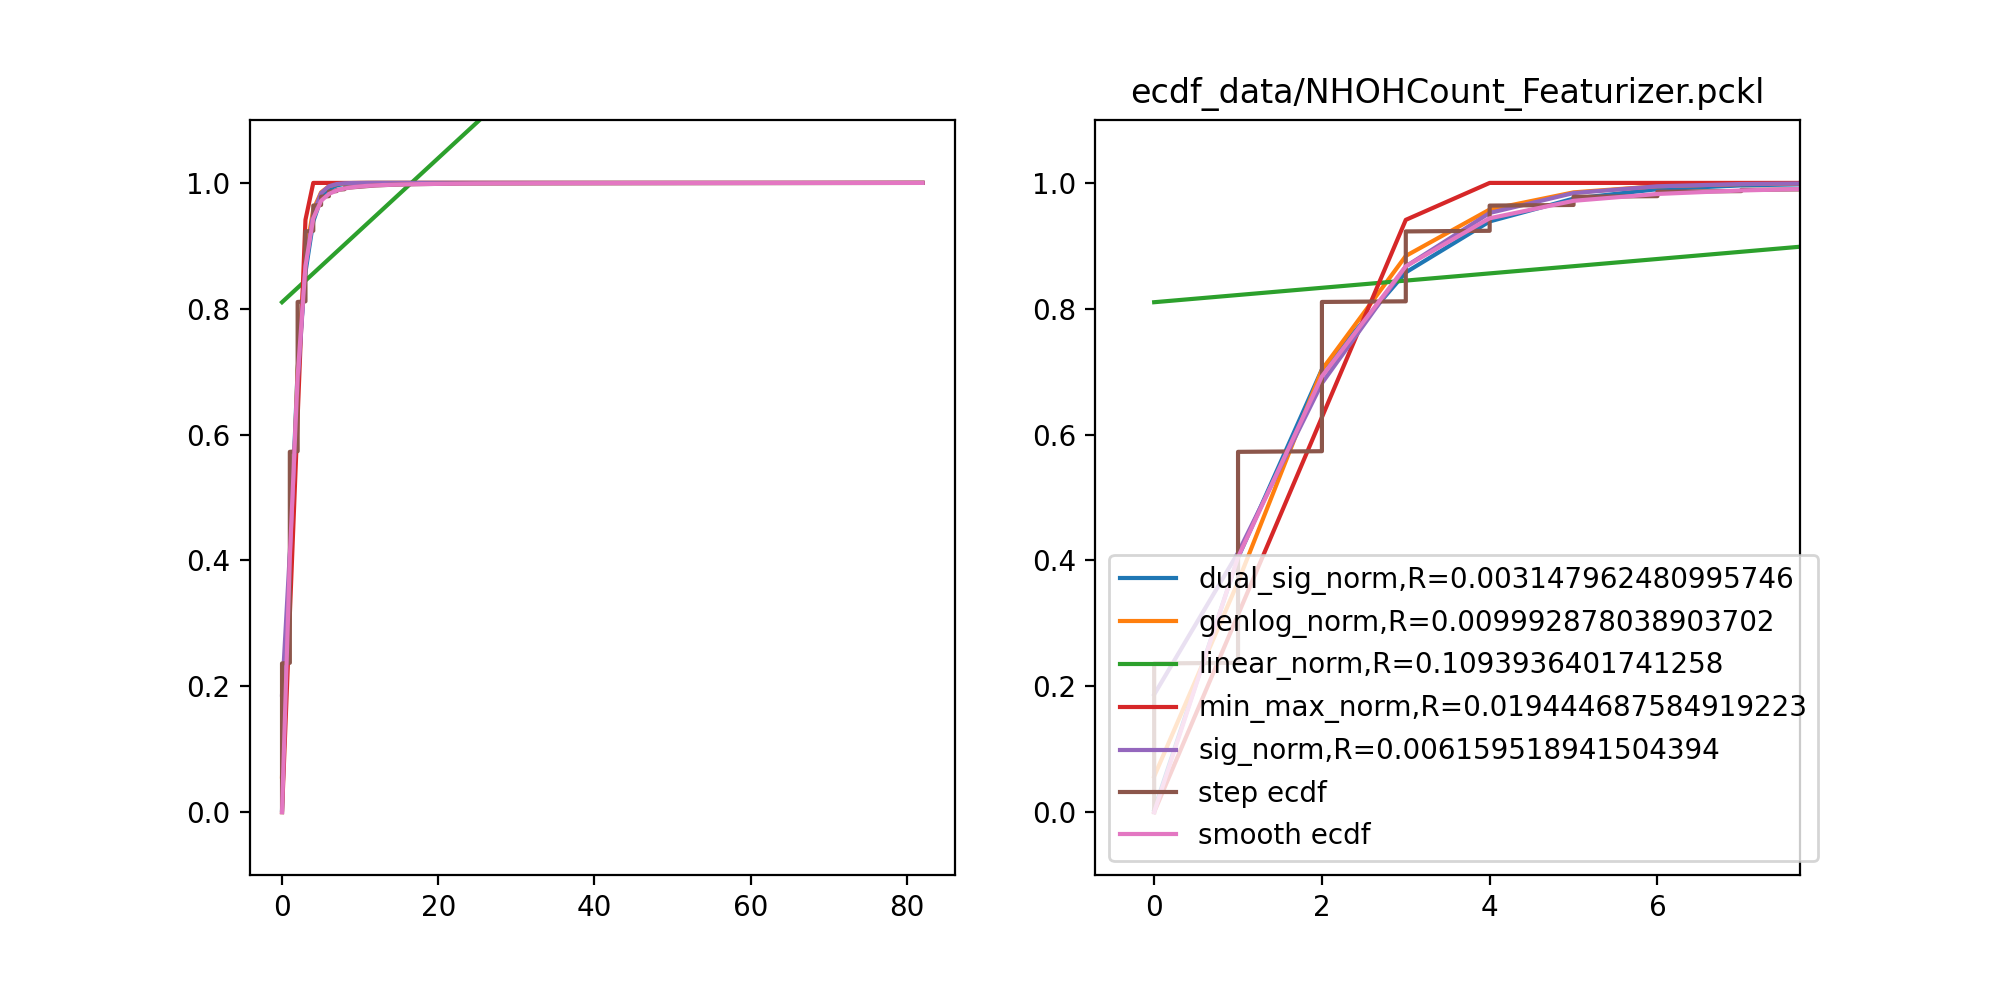 ecdf_data/NHOHCount_Featurizer.pckl
1.0
0.8
0.6
0.4
0.2
0.0
0 20 40 60 80
1.0
0.8
0.6
0.4
0.2
0.0
dual_sig_norm,R=0.003147962480995746
genlog_norm,R=0.009992878038903702
linear_norm,R=0.1093936401741258
min_max_norm,R=0.019444687584919223
sig_norm,R=0.006159518941504394
step ecdf
smooth ecdf
0 2 4 6